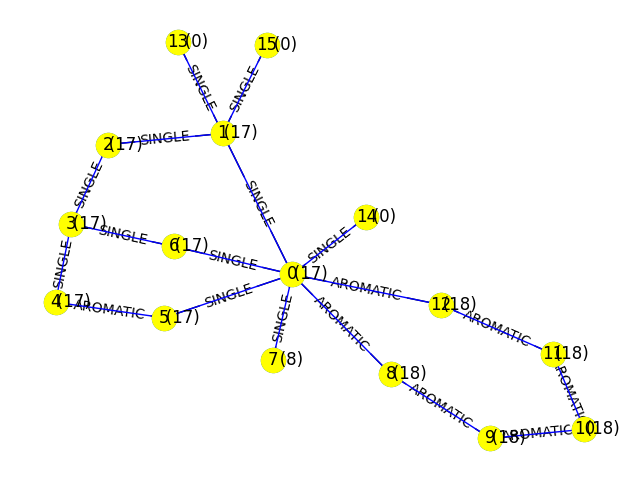 13(0)
15(0)
SINGLE
SINGLE
1(17)
2(17)
SINGLE
SINGLE
SINGLE
14(0)
3(17)
SINGLE
6(17)
SINGLE
SINGLE
SINGLE
0(17)
AROMATIC
4(17)
AROMATIC
SINGLE
5(17)
SINGLE
AROMATIC
12(18)
AROMATIC
7(8)
8(18)
11(18)
AROMATIC
AROMATIC
9(18)
AROMATIC
10(18)